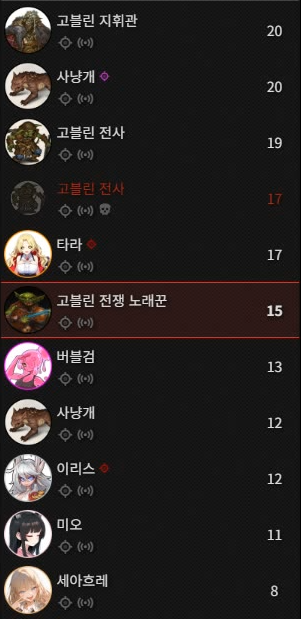 고블린 지휘관
20
사냥개
20
고블린 전사
19
고블린 전사
17
타라
17
고블린 전쟁 노래꾼
15
버블검
13
사냥개
12
이리스
12
미오
11
세아흐레
8